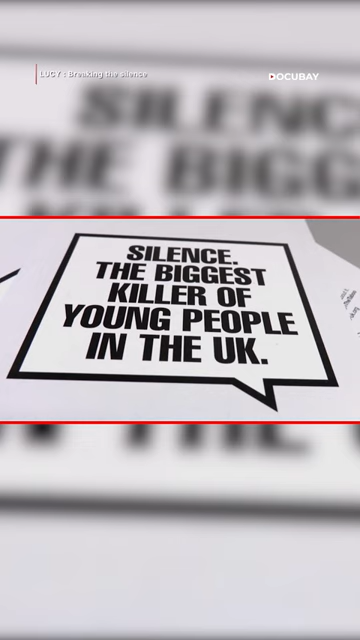 LUCY : Breaking the silence
DOCUBAY
SILENCE.
THE BIGGEST
KILLER OF
YOUNG PEOPLE
IN THE UK.